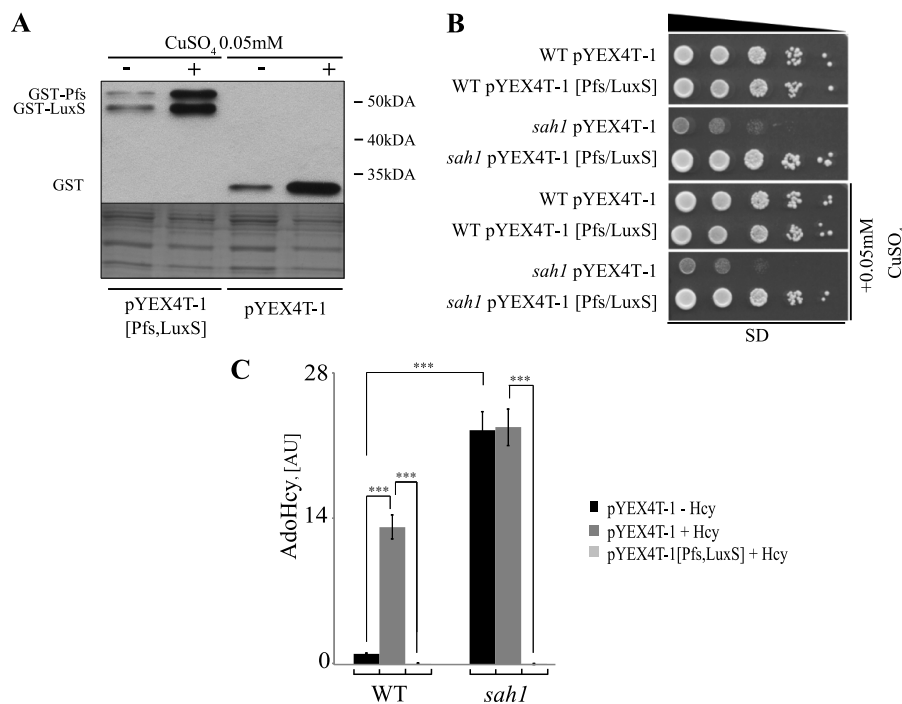 A
CuSO4 0.05mM
- + - +
GST-Pfs
GST-LuxS
GST
50kDA
40kDA
35kDA
pYEX4T-1
[Pfs,LuxS]
pYEX4T-1
B
WT pYEX4T-1
WT pYEX4T-1 [Pfs/LuxS]
sah1 pYEX4T-1
sah1 pYEX4T-1 [Pfs/LuxS]
WT pYEX4T-1
WT pYEX4T-1 [Pfs/LuxS]
sah1 pYEX4T-1
sah1 pYEX4T-1 [Pfs/LuxS]
+0.05mM
CuSO4
SD
C
AdoHcy, [AU]
28
14
0
***
***
***
***
WT
sah1
pYEX4T-1 - Hcy
pYEX4T-1 + Hcy
pYEX4T-1[Pfs,LuxS] + Hcy